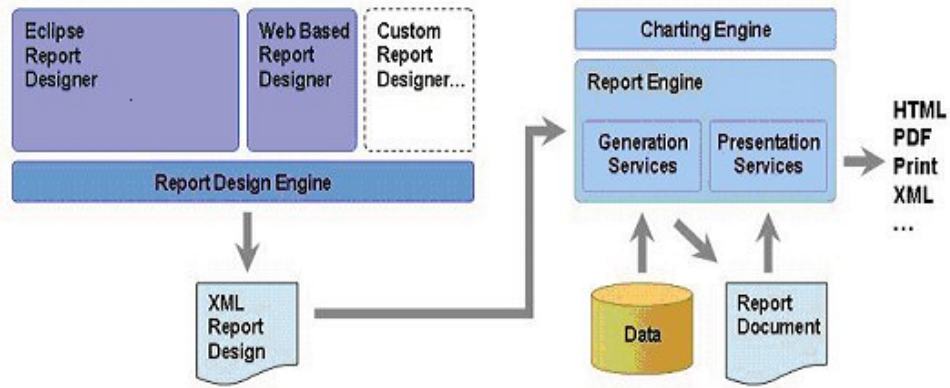 Eclipse
Report
Designer
Web Based
Report
Designer
Custom
Report
Designer...
Report Design Engine
XML
Report
Design
Charting Engine
Report Engine
Generation
Services
Presentation
Services
Data
Report
Document
HTML
PDF
Print
XML
...